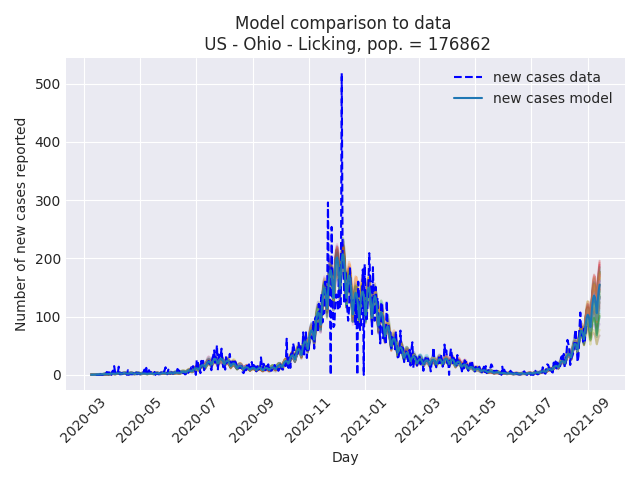 Model comparison to data
US - Ohio - Licking, pop. = 176862
new cases data
new cases model
Number of new cases reported
500
400
300
200
100
0
2020-03
2020-05
2020-07
2020-09
2020-11
2021-01
2021-03
2021-05
2021-07
2021-09
Day